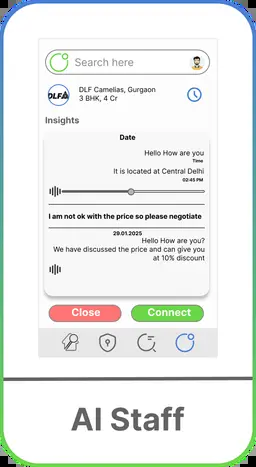 Search here
DLF
DLF Camelias, Gurgaon
3 BHK, 4 Cr
Insights
Date
Hello How are you
Time
It is located at Central Delhi
02:45 PM
I am not ok with the price so please negotiate
29.01.2025
Hello How are you?
We have discussed the price and can give you
at 10% discount
Close
Connect
AI Staff